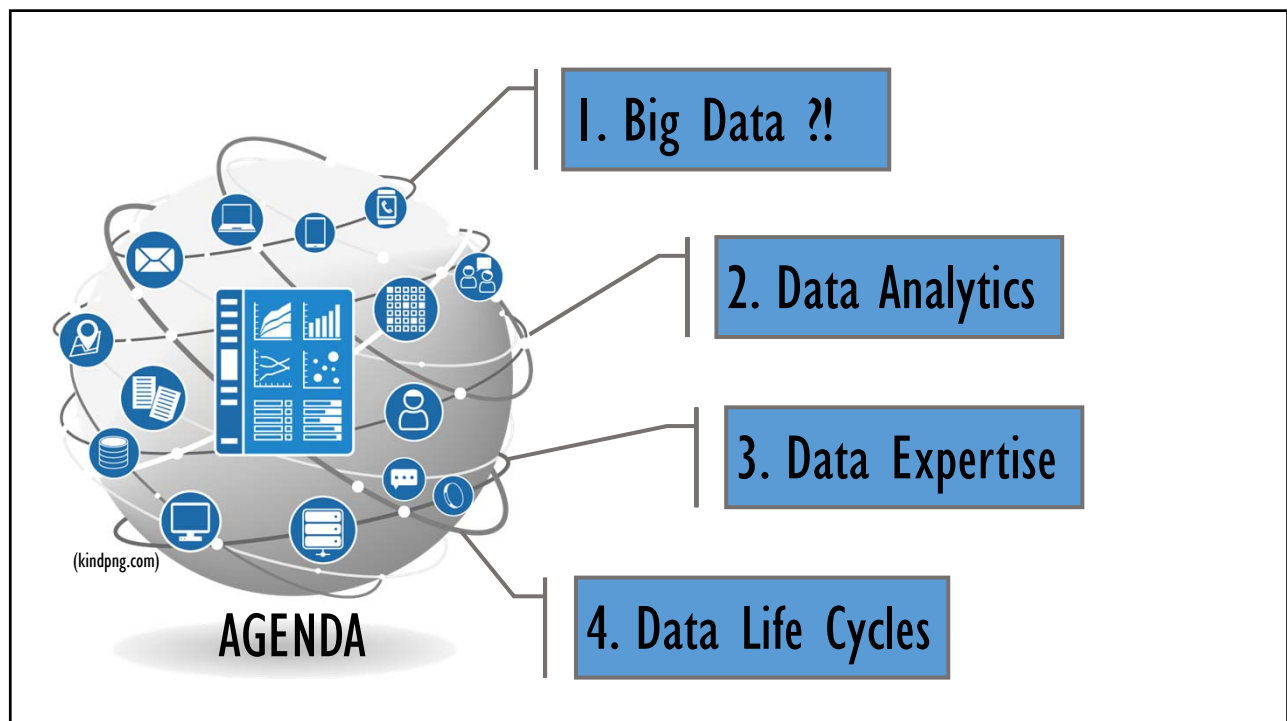 1. Big Data ?!
2. Data Analytics
3. Data Expertise
4. Data Life Cycles
(kindpng.com)
AGENDA